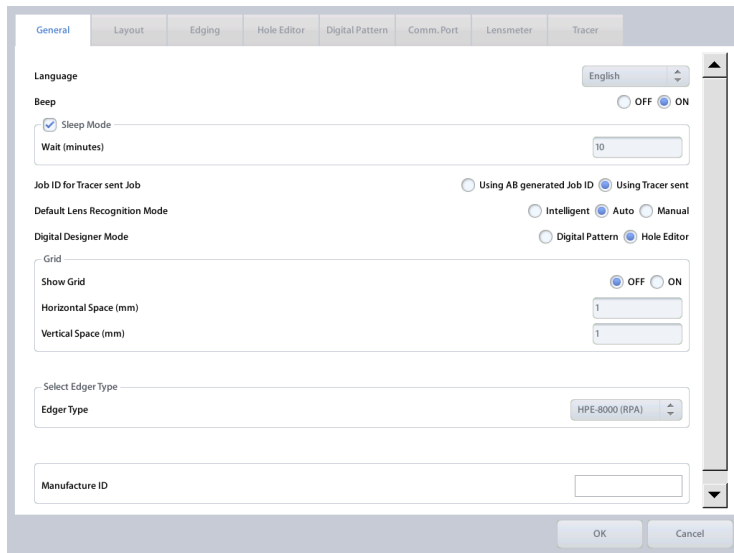 General Layout Edging Hole Editor Digital Pattern Comm. Port Lensmeter Tracer
Language English
Beep OFF ON
Sleep Mode
Wait (minutes) 10
Job ID for Tracer sent Job Using AB generated Job ID Using Tracer sent
Default Lens Recognition Mode Intelligent Auto Manual
Digital Designer Mode Digital Pattern Hole Editor
Grid
Show Grid OFF ON
Horizontal Space (mm) 1
Vertical Space (mm) 1
Select Edger Type
Edger Type HPE-8000 (RPA)
Manufacture ID
OK Cancel